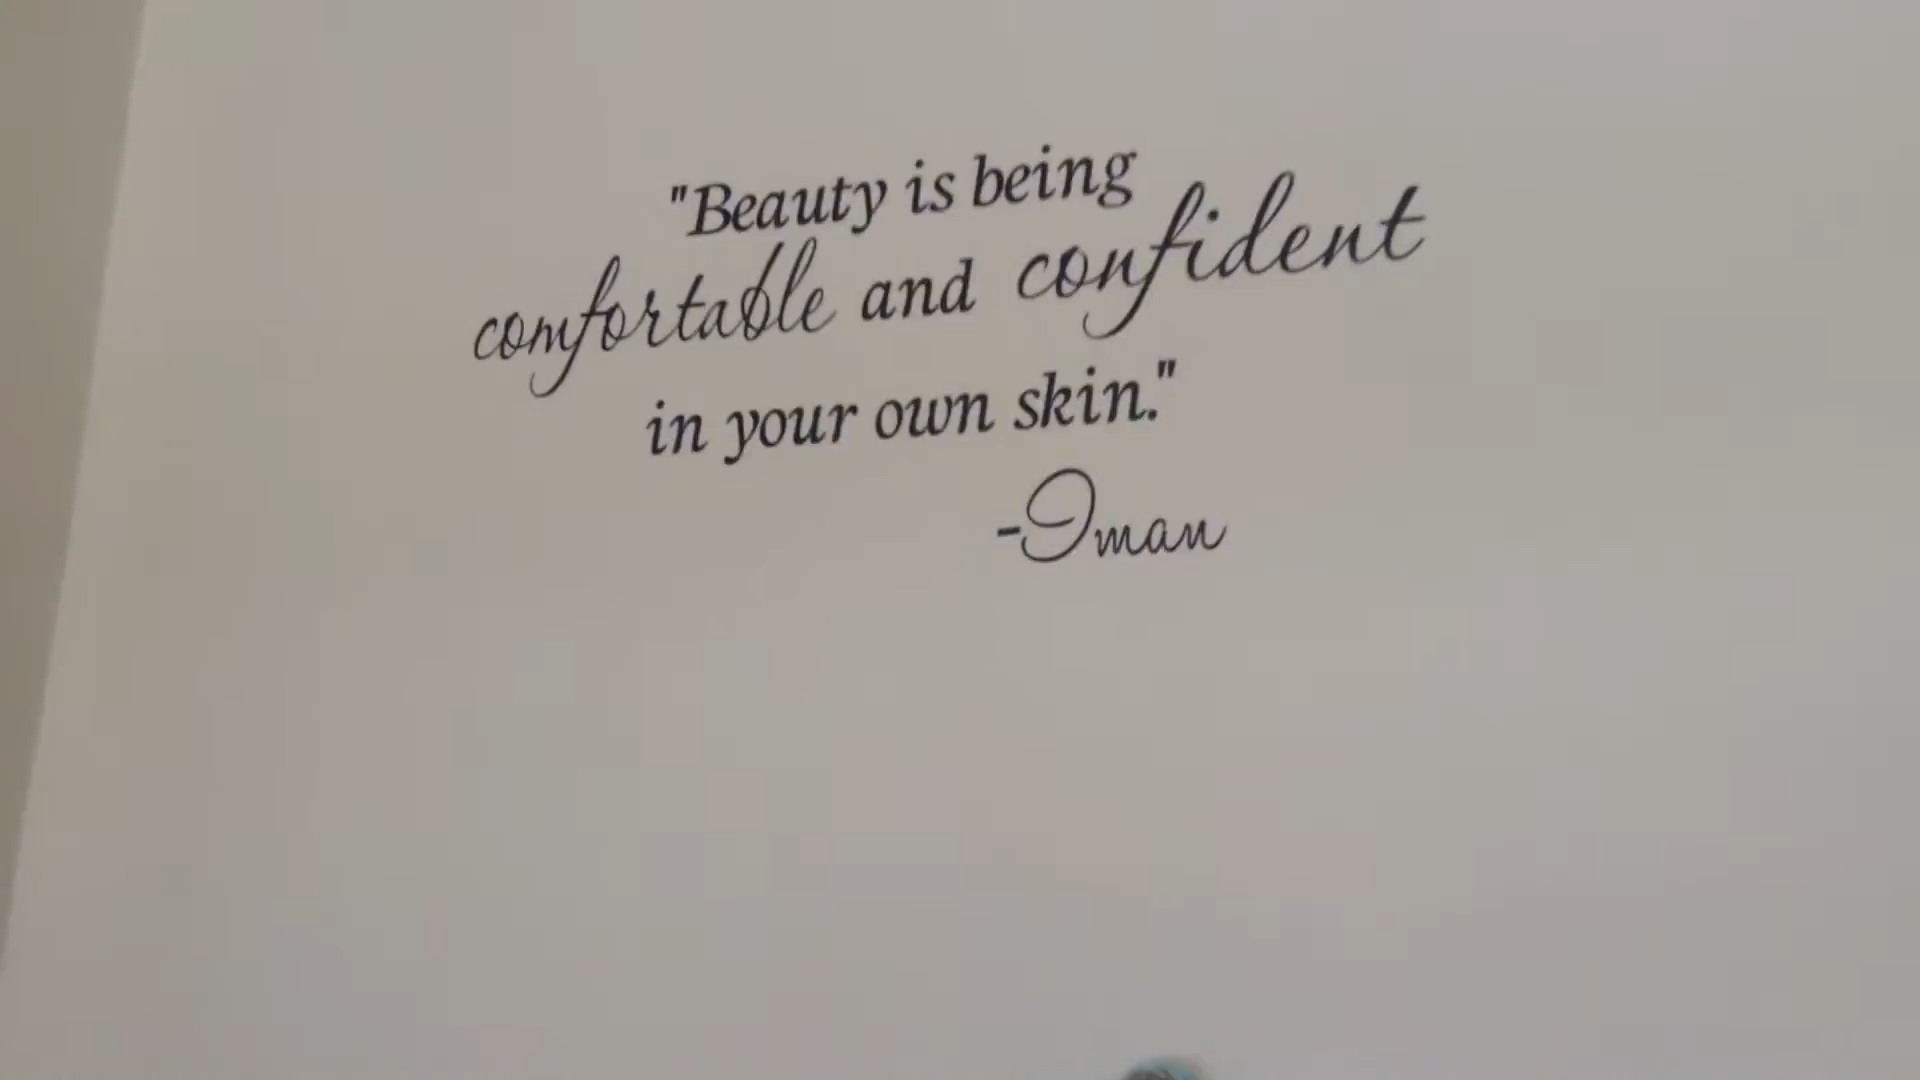 "Beauty is being
comfortable and confident
in your own skin."
-Iman